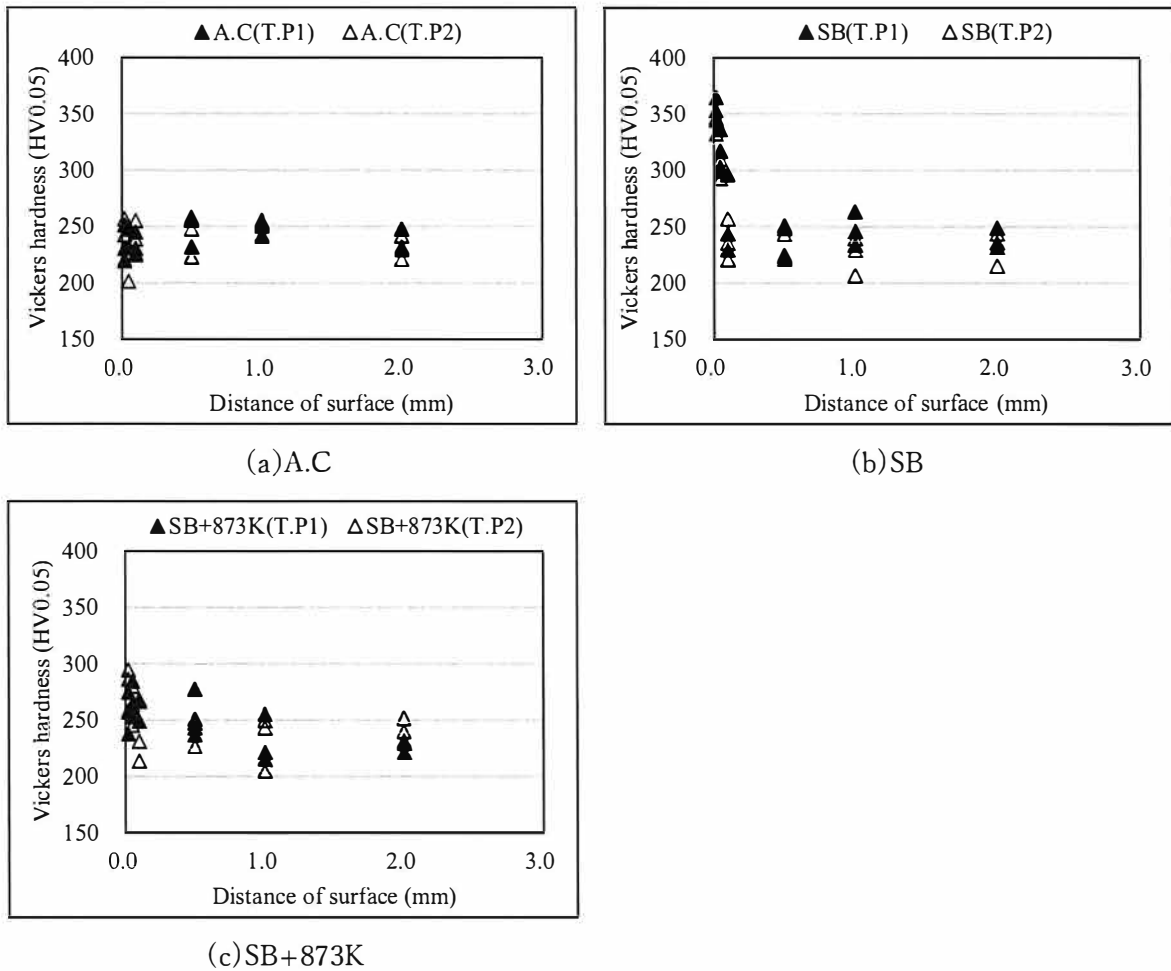 ▲A.C(T.P1) △A.C(T.P2)
Vickers hardness (HV0.05)
400
350
300
250
200
150
0.0 1.0 2.0 3.0
Distance of surface (mm)
(a)A.C
▲SB(T.P1) △SB(T.P2)
Vickers hardness (HV0.05)
400
350
300
250
200
150
0.0 1.0 2.0 3.0
Distance of surface (mm)
(b)SB
▲SB+873K(T.P1) △SB+873K(T.P2)
Vickers hardness (HV0.05)
400
350
300
250
200
150
0.0 1.0 2.0 3.0
Distance of surface (mm)
(c)SB+873K